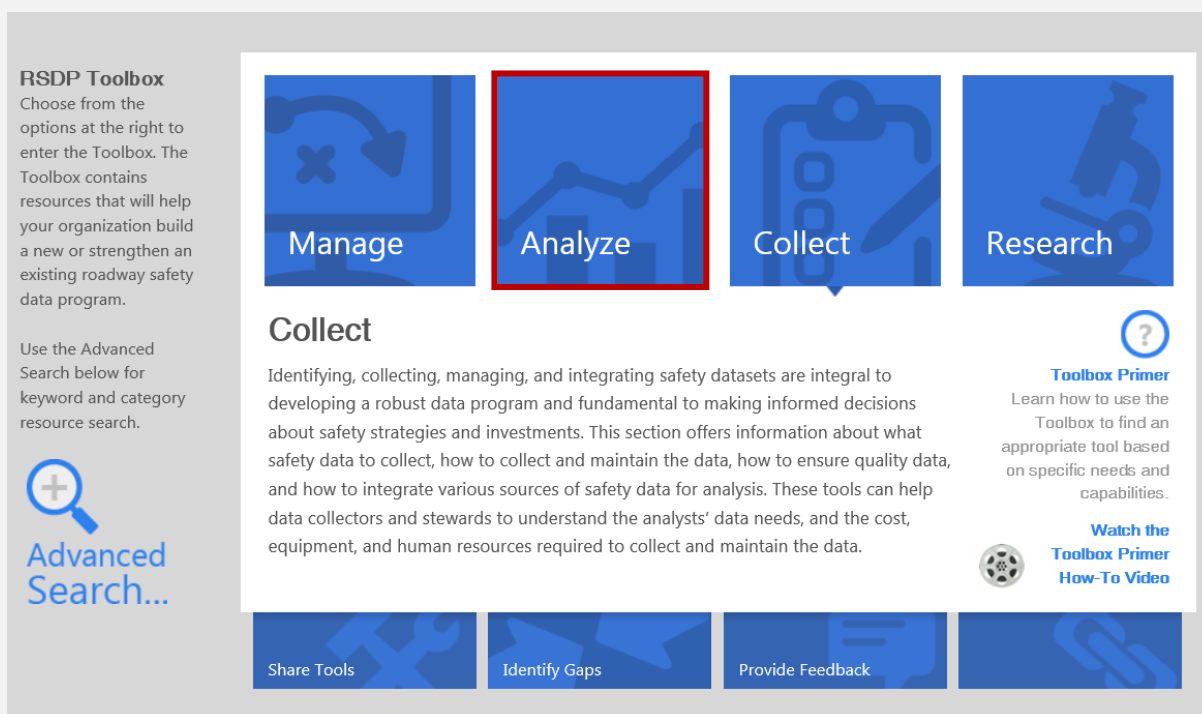 RSDP Toolbox
Choose from the
options at the right to
enter the Toolbox. The
Toolbox contains
resources that will help
your organization build
a new or strengthen an
existing roadway safety
data program.
Use the Advanced
Search below for
keyword and category
resource search.
Advanced
Search...
Manage
Analyze
Collect
Research
Collect
Identifying, collecting, managing, and integrating safety datasets are integral to
developing a robust data program and fundamental to making informed decisions
about safety strategies and investments. This section offers information about what
safety data to collect, how to collect and maintain the data, how to ensure quality data,
and how to integrate various sources of safety data for analysis. These tools can help
data collectors and stewards to understand the analysts' data needs, and the cost,
equipment, and human resources required to collect and maintain the data.
?
Toolbox Primer
Learn how to use the
Toolbox to find an
appropriate tool based
on specific needs and
capabilities.
Watch the
Toolbox Primer
How-To Video
Share Tools
Identify Gaps
Provide Feedback